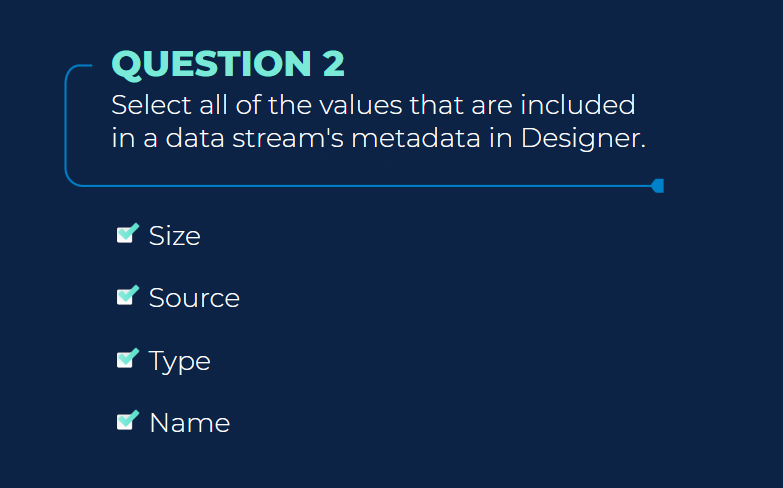 QUESTION 2
Select all of the values that are included
in a data stream's metadata in Designer.
Size
Source
Type
Name